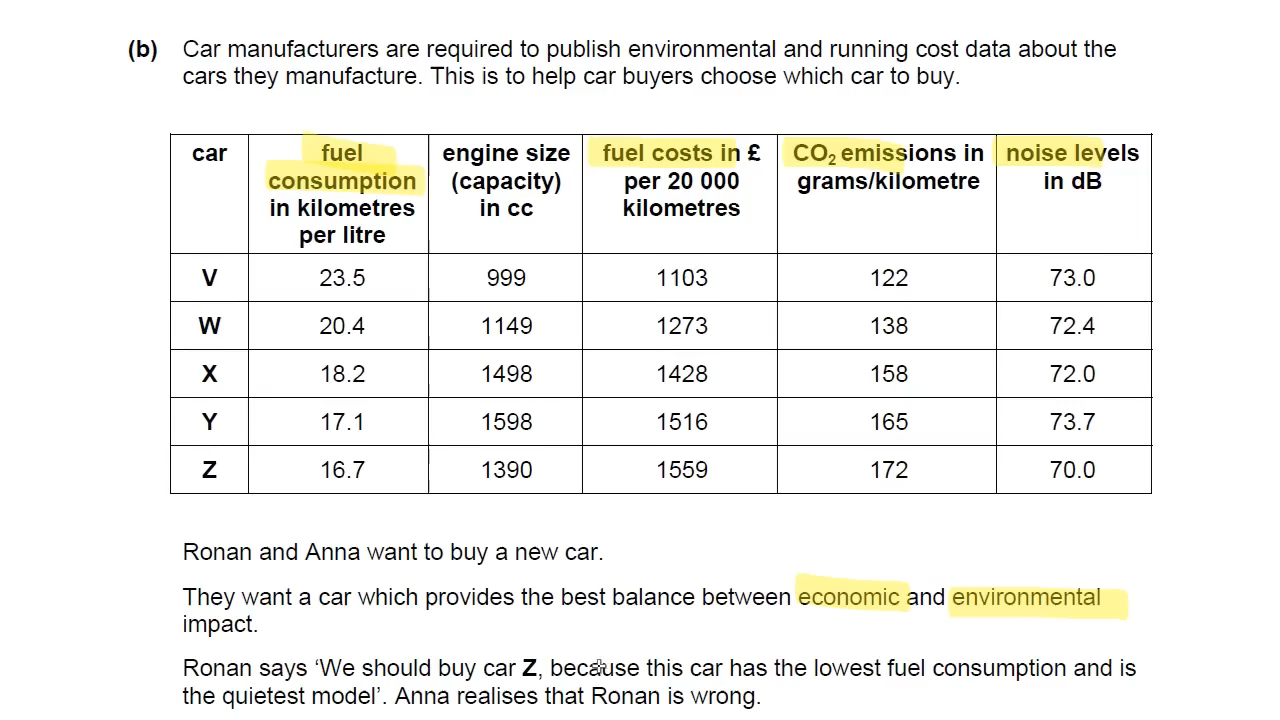 (b) Car manufacturers are required to publish environmental and running cost data about the
cars they manufacture. This is to help car buyers choose which car to buy.
car fuel consumption in kilometres per litre engine size (capacity) in cc fuel costs in £ per 20 000 kilometres CO₂ emissions in grams/kilometre noise levels in dB
V 23.5 999 1103 122 73.0
W 20.4 1149 1273 138 72.4
X 18.2 1498 1428 158 72.0
Y 17.1 1598 1516 165 73.7
Z 16.7 1390 1559 172 70.0
Ronan and Anna want to buy a new car.
They want a car which provides the best balance between economic and environmental
impact.
Ronan says ‘We should buy car Z, because this car has the lowest fuel consumption and is
the quietest model’. Anna realises that Ronan is wrong.